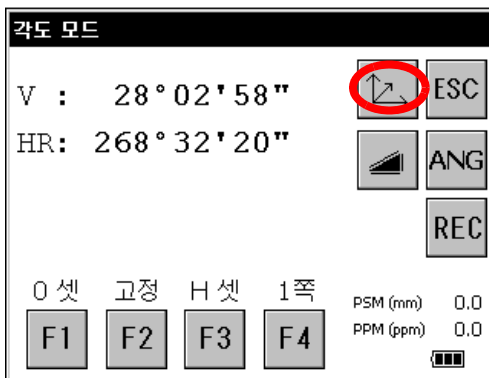 각도 모드
V : 28°02'58"
ESC
HR: 268°32'20"
ANG
REC
0 셋 고정 H 셋 1쪽
F1 F2 F3 F4
PSM (mm) 0.0
PPM (ppm) 0.0